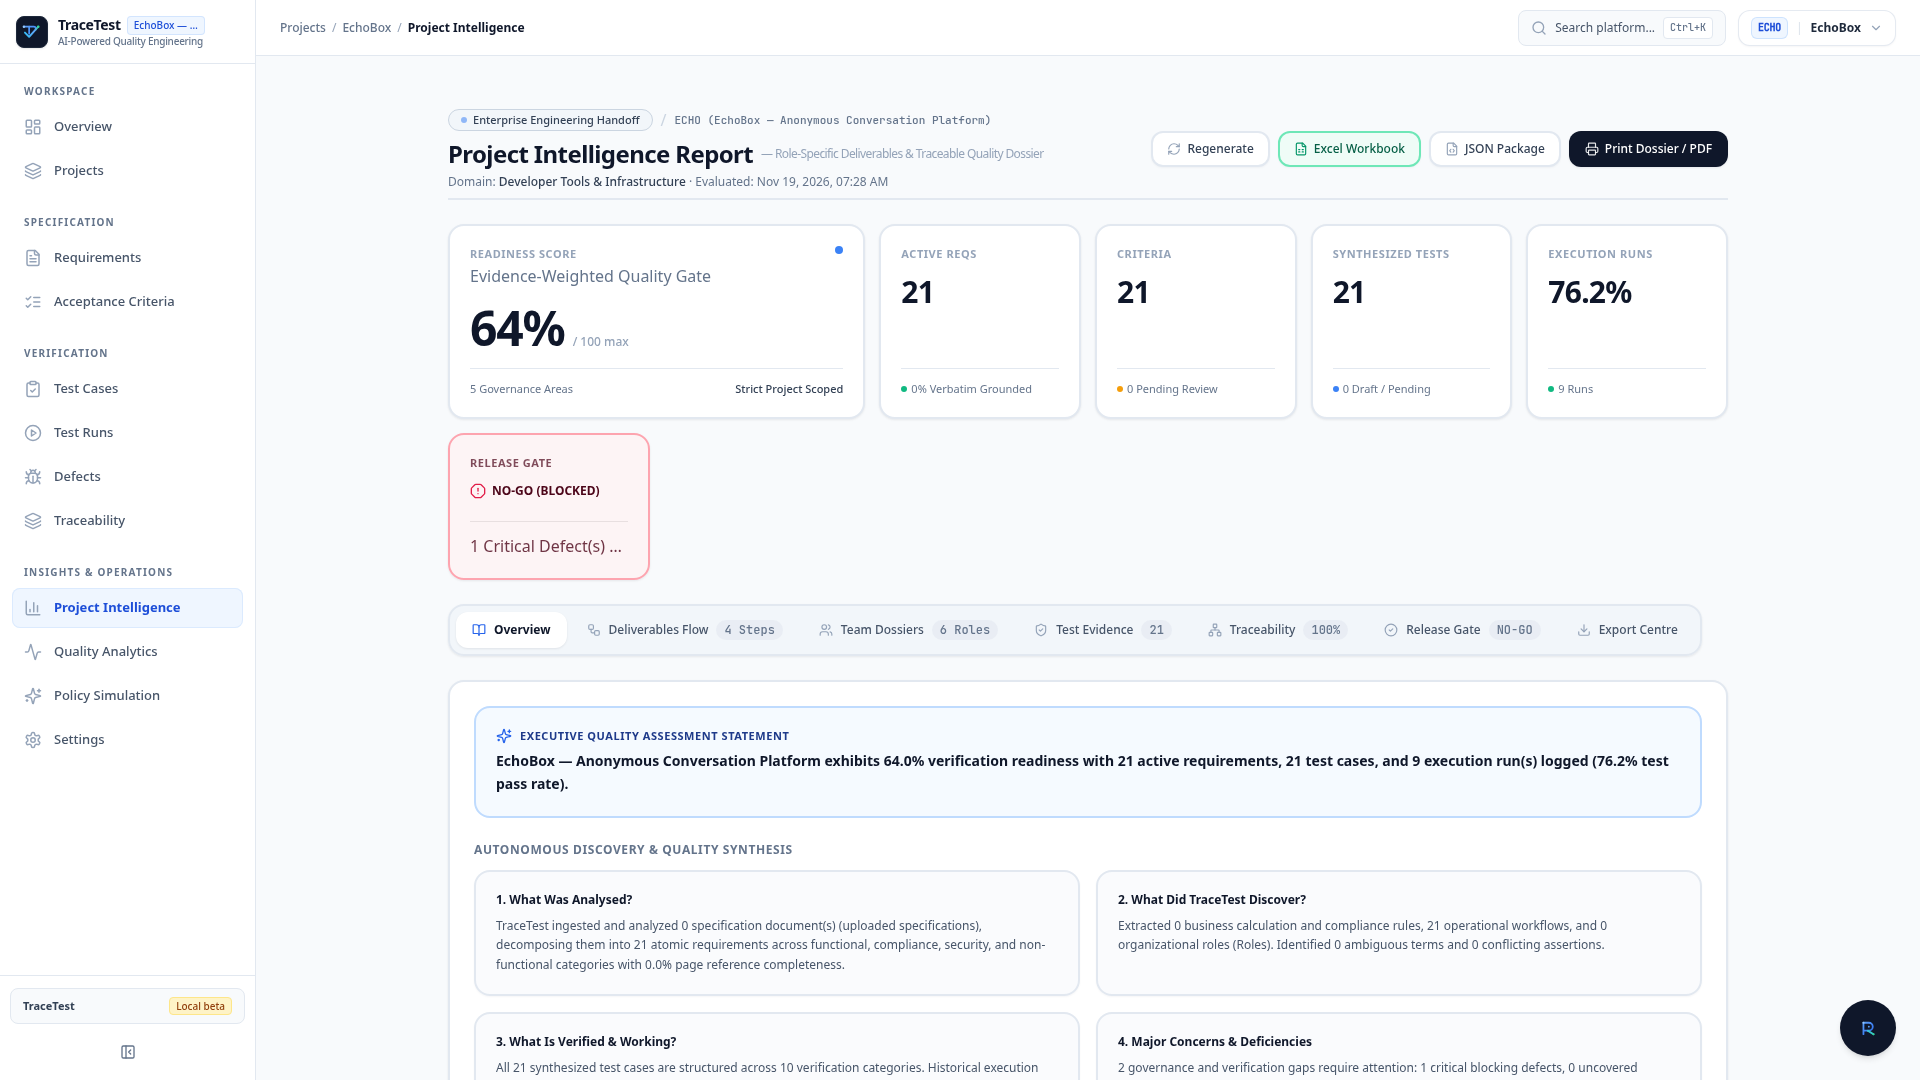 TraceTest
EchoBox — ...
AI-Powered Quality Engineering
WORKSPACE
Overview
Projects
SPECIFICATION
Requirements
Acceptance Criteria
VERIFICATION
Test Cases
Test Runs
Defects
Traceability
INSIGHTS & OPERATIONS
Project Intelligence
Quality Analytics
Policy Simulation
Settings
TraceTest
Local beta
Projects / EchoBox / Project Intelligence
Search platform... Ctrl+K
ECHO EchoBox
Enterprise Engineering Handoff / ECHO (EchoBox — Anonymous Conversation Platform)
Project Intelligence Report — Role-Specific Deliverables & Traceable Quality Dossier
Domain: Developer Tools & Infrastructure · Evaluated: Nov 19, 2026, 07:28 AM
Regenerate
Excel Workbook
JSON Package
Print Dossier / PDF
READINESS SCORE
Evidence-Weighted Quality Gate
64% / 100 max
5 Governance Areas Strict Project Scoped
ACTIVE REQS
21
0% Verbatim Grounded
CRITERIA
21
0 Pending Review
SYNTHESIZED TESTS
21
0 Draft / Pending
EXECUTION RUNS
76.2%
9 Runs
RELEASE GATE
NO-GO (BLOCKED)
1 Critical Defect(s) ...
Overview
Deliverables Flow 4 Steps
Team Dossiers 6 Roles
Test Evidence 21
Traceability 100%
Release Gate NO-GO
Export Centre
EXECUTIVE QUALITY ASSESSMENT STATEMENT
EchoBox — Anonymous Conversation Platform exhibits 64.0% verification readiness with 21 active requirements, 21 test cases, and 9 execution run(s) logged (76.2% test
pass rate).
AUTONOMOUS DISCOVERY & QUALITY SYNTHESIS
1. What Was Analysed?
TraceTest ingested and analyzed 0 specification document(s) (uploaded specifications),
decomposing them into 21 atomic requirements across functional, compliance, security, and non-
functional categories with 0.0% page reference completeness.
2. What Did TraceTest Discover?
Extracted 0 business calculation and compliance rules, 21 operational workflows, and 0
organizational roles (Roles). Identified 0 ambiguous terms and 0 conflicting assertions.
3. What Is Verified & Working?
All 21 synthesized test cases are structured across 10 verification categories. Historical execution
4. Major Concerns & Deficiencies
2 governance and verification gaps require attention: 1 critical blocking defects, 0 uncovered